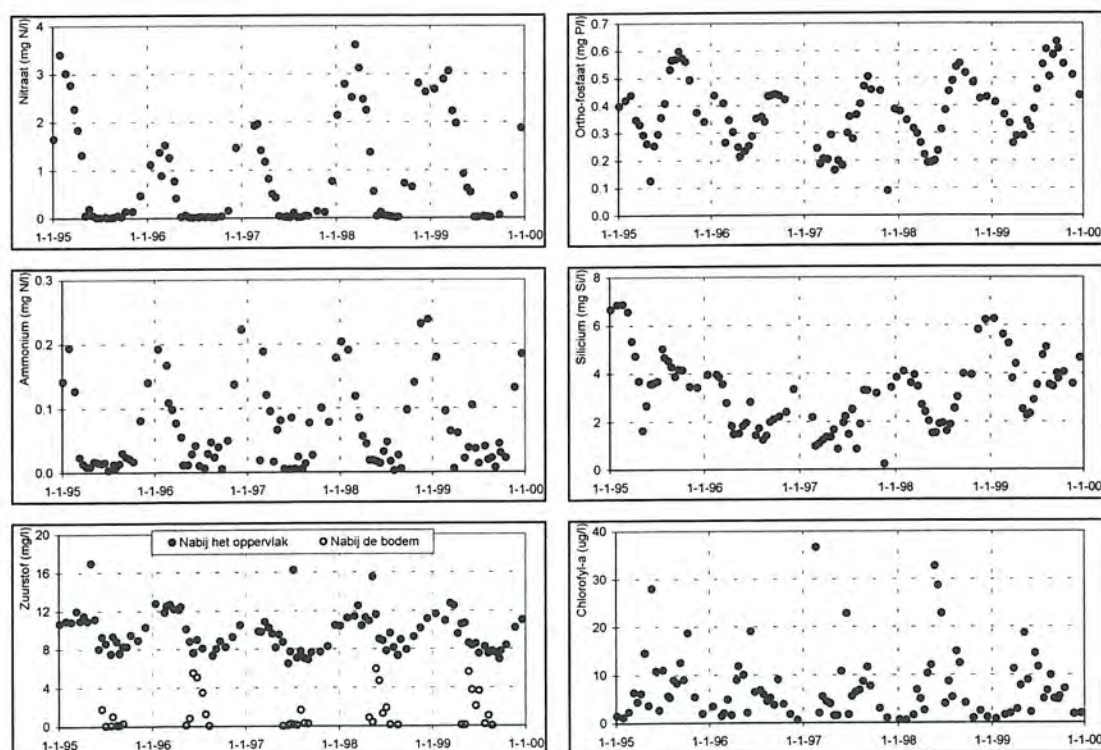 Nitraat (mg N/l)
4
3
2
1
0
1-1-95 1-1-96 1-1-97 1-1-98 1-1-99 1-1-00
Ortho-fosfaat (mg P/l)
0.7
0.6
0.5
0.4
0.3
0.2
0.1
0.0
1-1-95 1-1-96 1-1-97 1-1-98 1-1-99 1-1-00
Ammonium (mg N/l)
0.3
0.2
0.1
0.0
1-1-95 1-1-96 1-1-97 1-1-98 1-1-99 1-1-00
Silicium (mg Si/l)
8
6
4
2
0
1-1-95 1-1-96 1-1-97 1-1-98 1-1-99 1-1-00
Zuurstof (mg/l)
20
16
12
8
4
0
Nabij het oppervlak Nabij de bodem
1-1-95 1-1-96 1-1-97 1-1-98 1-1-99 1-1-00
Chlorofyl-a (ug/l)
40
30
20
10
0
1-1-95 1-1-96 1-1-97 1-1-98 1-1-99 1-1-00